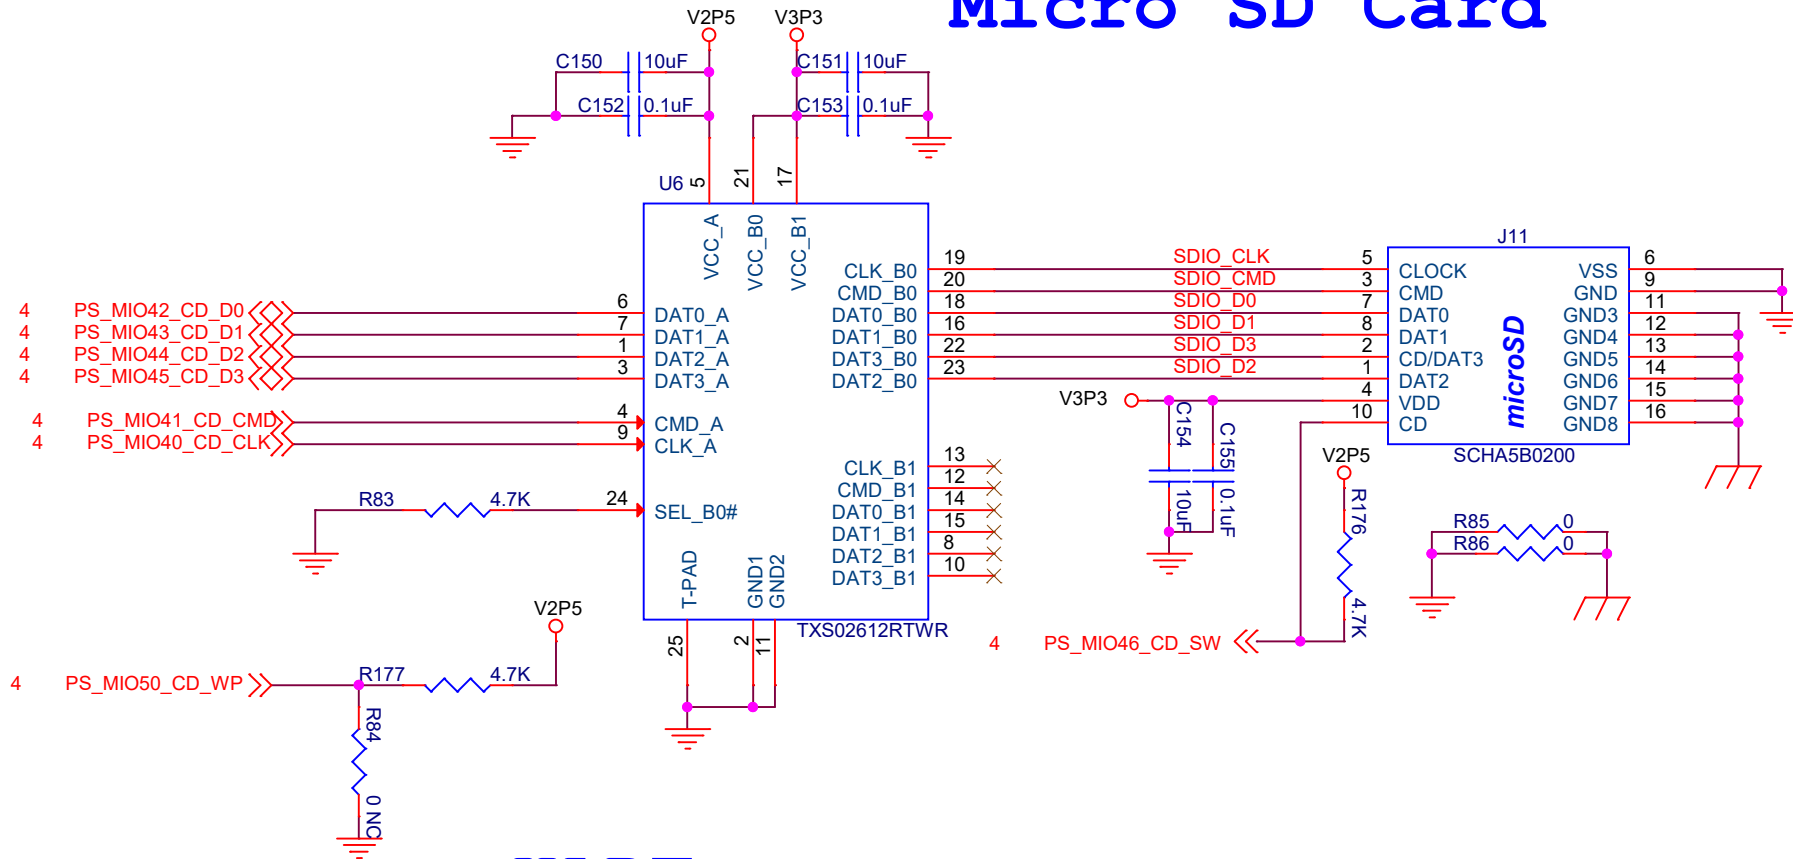 Micro SD Card
V2P5
V3P3
C150 10uF
C151 10uF
C152 0.1uF
C153 0.1uF
U6
5
21
17
VCC_A
VCC_B0
VCC_B1
4 PS_MIO42_CD_D0 6 DAT0_A
4 PS_MIO43_CD_D1 7 DAT1_A
4 PS_MIO44_CD_D2 1 DAT2_A
4 PS_MIO45_CD_D3 3 DAT3_A
4 PS_MIO41_CD_CMD 4 CMD_A
4 PS_MIO40_CD_CLK 9 CLK_A
R83 4.7K 24 SEL_B0#
CLK_B0 19 SDIO_CLK 5 CLOCK
CMD_B0 20 SDIO_CMD 3 CMD
DAT0_B0 18 SDIO_D0 7 DAT0
DAT1_B0 16 SDIO_D1 8 DAT1
DAT3_B0 22 SDIO_D3 2 CD/DAT3
DAT2_B0 23 SDIO_D2 1 DAT2
V3P3 4 VDD
10 CD
J11
microSD
VSS 6
GND 9
GND3 11
GND4 12
GND5 13
GND6 14
GND7 15
GND8 16
SCHA5B0200
CLK_B1 13
CMD_B1 12
DAT0_B1 14
DAT1_B1 15
DAT2_B1 8
DAT3_B1 10
C154
10uF
C155
0.1uF
V2P5
R176
4.7K
R85 0
R86 0
T-PAD
GND1
GND2
25
2
11
TXS02612RTWR
4 PS_MIO46_CD_SW
V2P5
4 PS_MIO50_CD_WP R177 4.7K
R84
0 NC